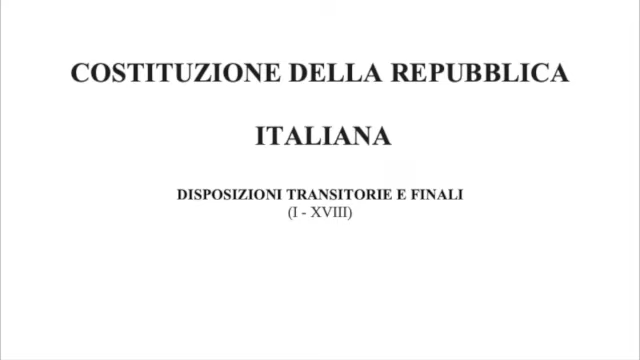 COSTITUZIONE DELLA REPUBBLICA
ITALIANA
DISPOSIZIONI TRANSITORIE E FINALI
(I - XVIII)